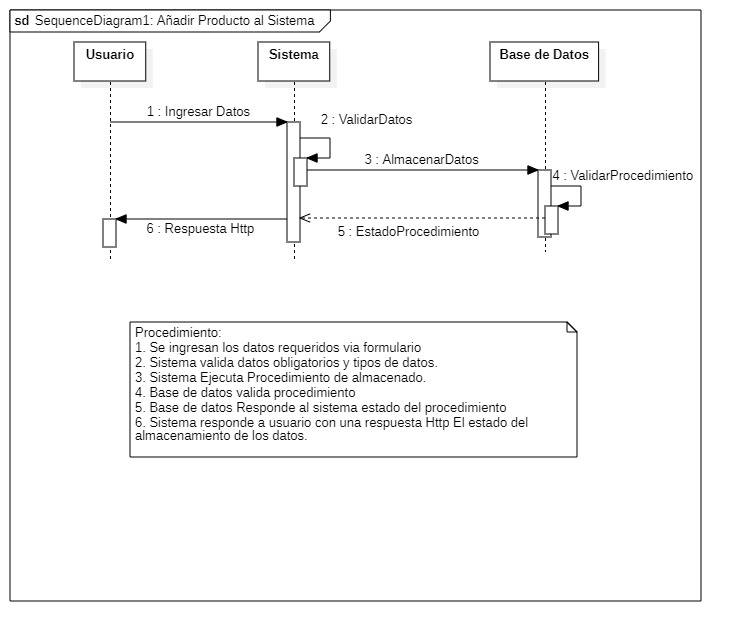 sd SequenceDiagram1: Añadir Producto al Sistema
Usuario
Sistema
Base de Datos
1 : Ingresar Datos
2 : ValidarDatos
3 : AlmacenarDatos
4 : ValidarProcedimiento
6 : Respuesta Http
5 : EstadoProcedimiento
Procedimiento:
1. Se ingresan los datos requeridos via formulario
2. Sistema valida datos obligatorios y tipos de datos.
3. Sistema Ejecuta Procedimiento de almacenado.
4. Base de datos valida procedimiento
5. Base de datos Responde al sistema estado del procedimiento
6. Sistema responde a usuario con una respuesta Http El estado del
almacenamiento de los datos.